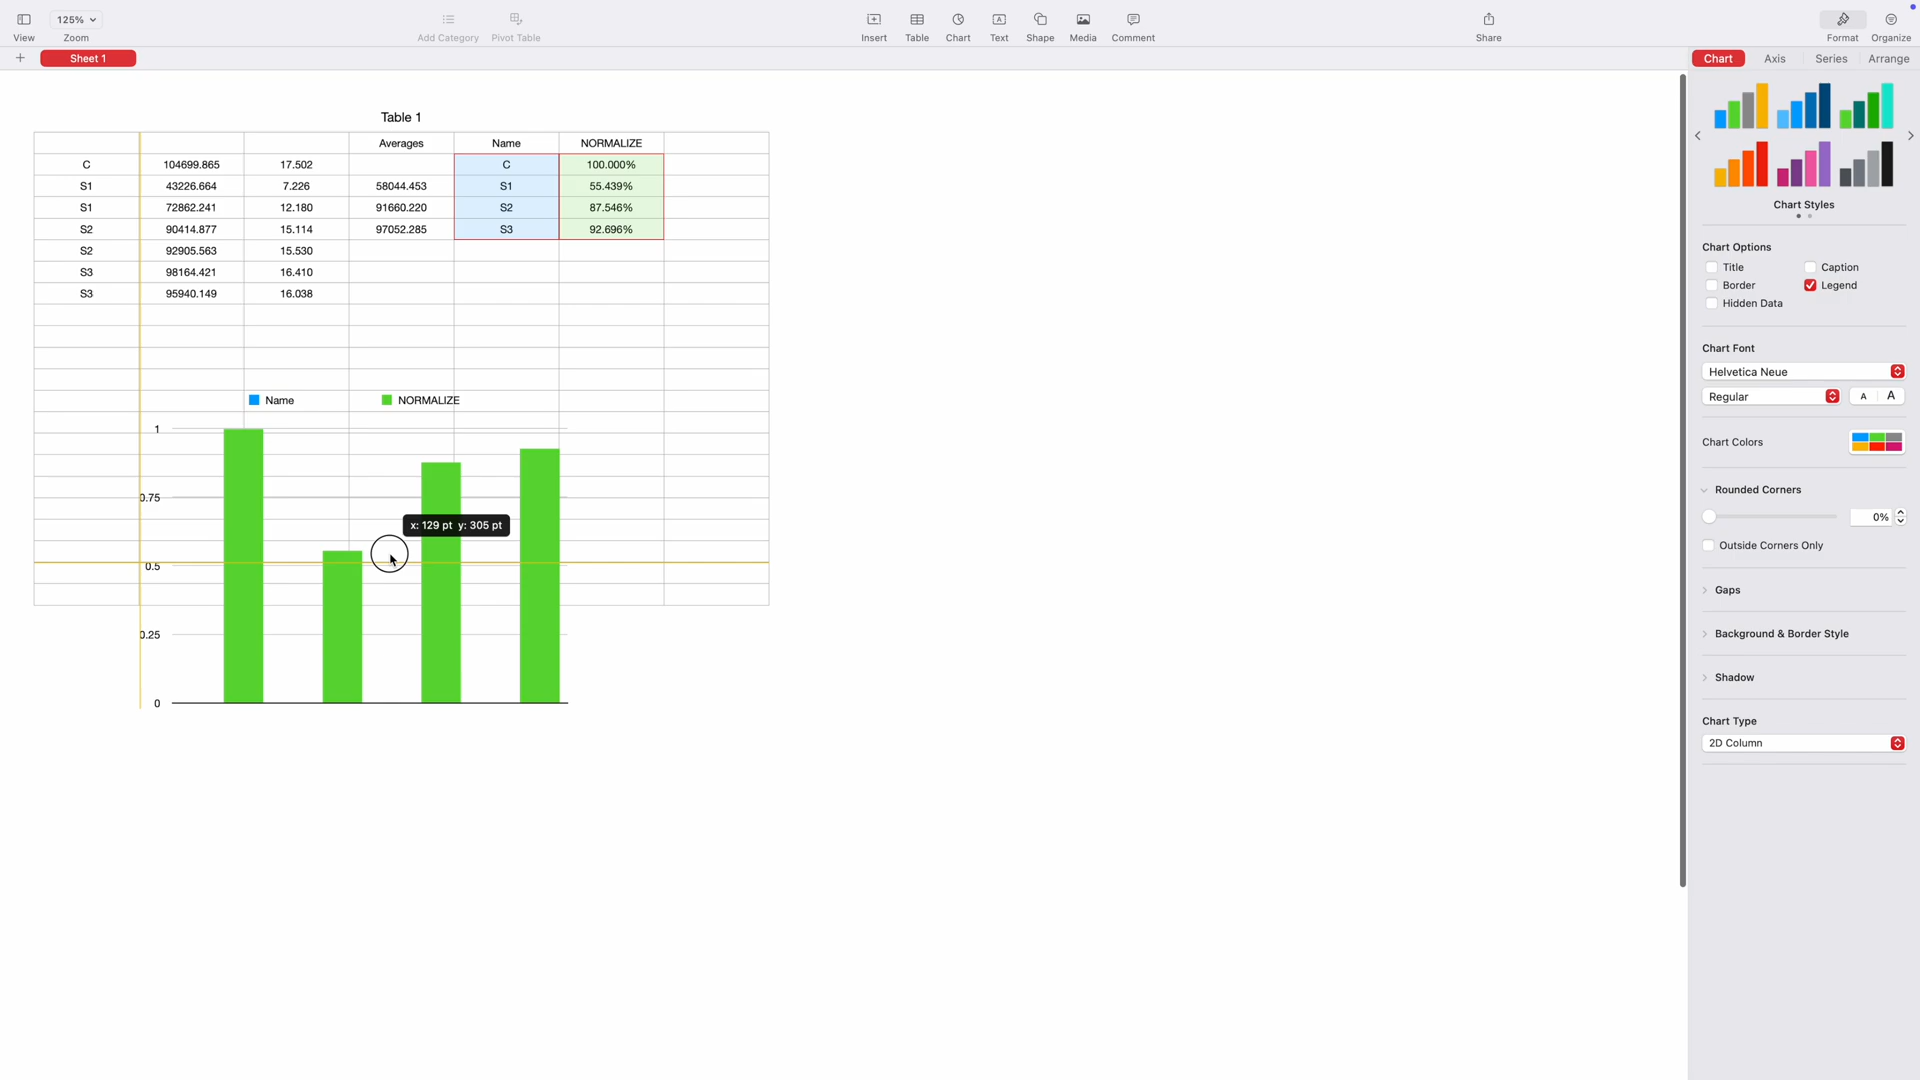 125%
View
Zoom
Add Category
Pivot Table
Insert
Table
Chart
Text
Shape
Media
Comment
Share
Format
Organize
Sheet 1
Chart
Axis
Series
Arrange
Table 1
Averages Name NORMALIZE
C 104699.865 17.502 C 100.000%
S1 43226.664 7.226 58044.453 S1 55.439%
S1 72862.241 12.180 91660.220 S2 87.546%
S2 90414.877 15.114 97052.285 S3 92.696%
S2 92905.563 15.530
S3 98164.421 16.410
S3 95940.149 16.038
Name NORMALIZE
1
0.75
x: 129 pt y: 305 pt
0.5
0.25
0
Chart Styles
Chart Options
Title Caption
Border Legend
Hidden Data
Chart Font
Helvetica Neue
Regular A A
Chart Colors
Rounded Corners
0%
Outside Corners Only
Gaps
Background & Border Style
Shadow
Chart Type
2D Column